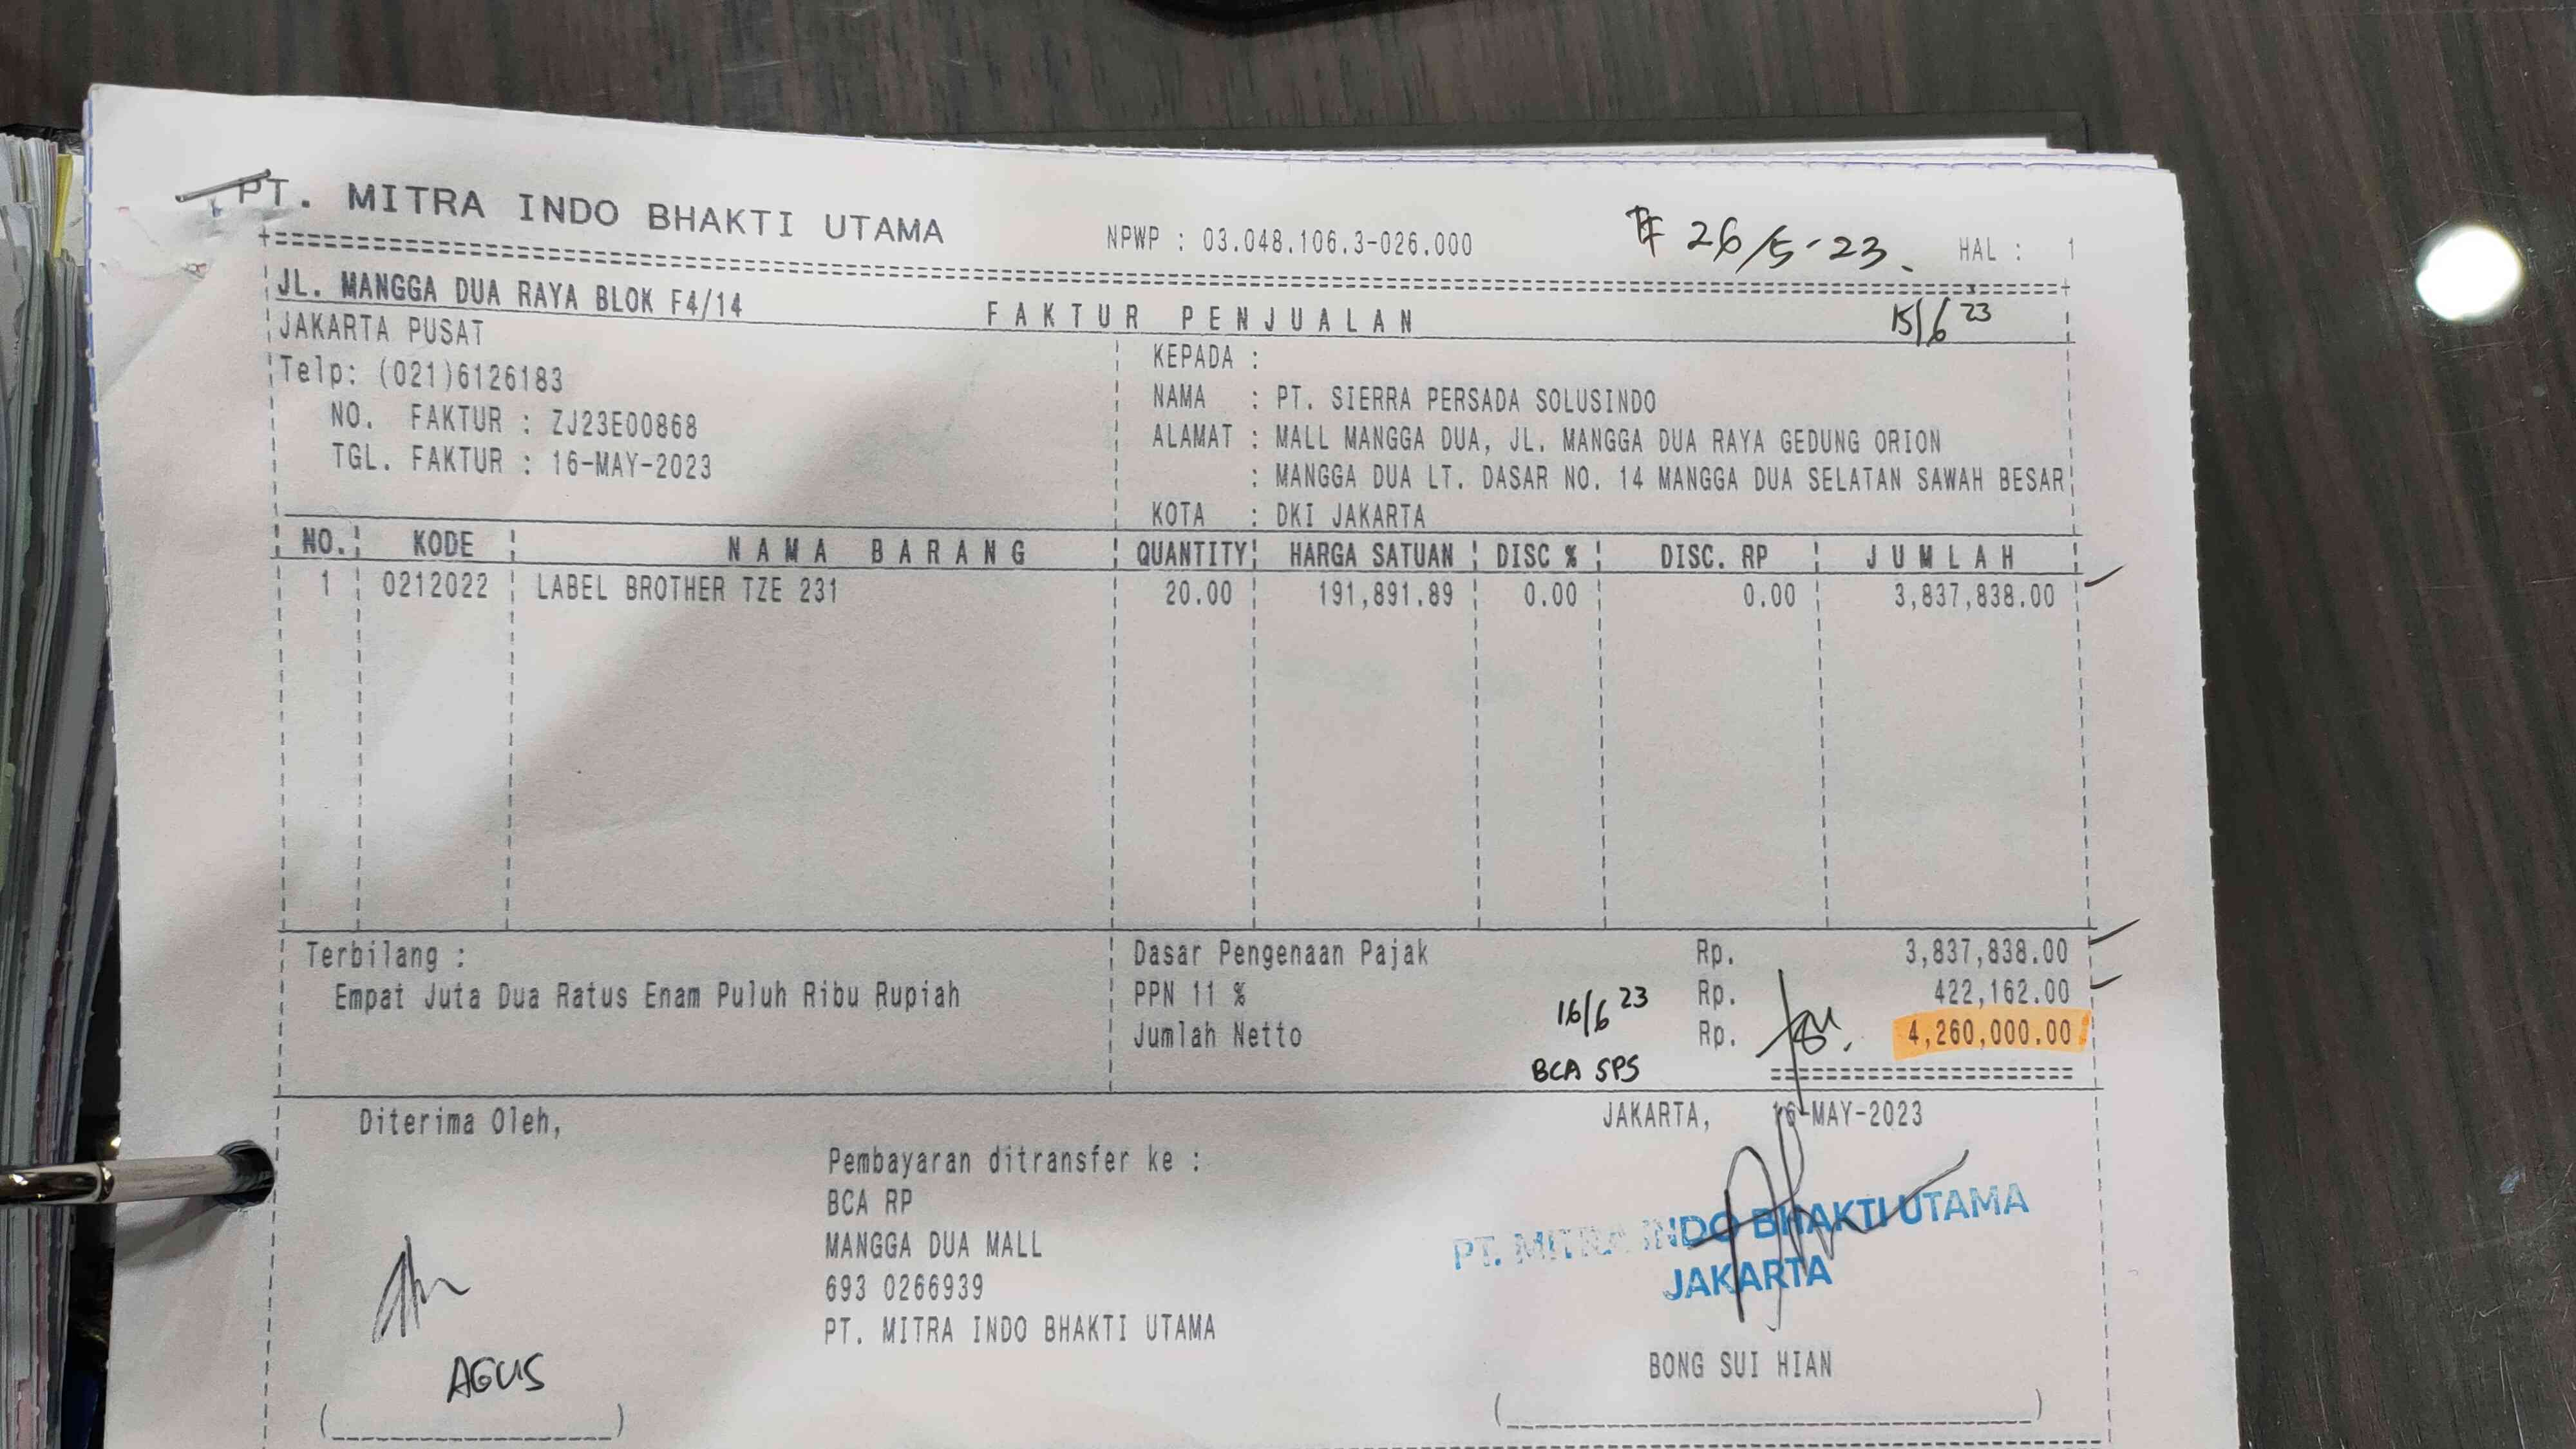 PT. MITRA INDO BHAKTI UTAMA
NPWP : 03.048.106.3-026.000
26/5-23.
HAL : 1
JL. MANGGA DUA RAYA BLOK F4/14
FAKTUR PENJUALAN
15/6 23
JAKARTA PUSAT
Telp: (021)6126183
NO. FAKTUR : ZJ23E00868
TGL. FAKTUR : 16-MAY-2023
KEPADA :
NAMA : PT. SIERRA PERSADA SOLUSINDO
ALAMAT : MALL MANGGA DUA, JL. MANGGA DUA RAYA GEDUNG ORION
: MANGGA DUA LT. DASAR NO. 14 MANGGA DUA SELATAN SAWAH BESAR
KOTA : DKI JAKARTA
NO. KODE NAMA BARANG QUANTITY HARGA SATUAN DISC % DISC. RP JUMLAH
1 0212022 LABEL BROTHER TZE 231 20.00 191,891.89 0.00 0.00 3,837,838.00
Terbilang :
Empat Juta Dua Ratus Enam Puluh Ribu Rupiah
Dasar Pengenaan Pajak Rp. 3,837,838.00
PPN 11 % Rp. 422,162.00
Jumlah Netto Rp. 4,260,000.00
16/6 23
BCA SPS
Diterima Oleh,
AGUS
Pembayaran ditransfer ke :
BCA RP
MANGGA DUA MALL
693 0266939
PT. MITRA INDO BHAKTI UTAMA
JAKARTA, 16-MAY-2023
PT. MITRA INDO BHAKTI UTAMA
JAKARTA
BONG SUI HIAN